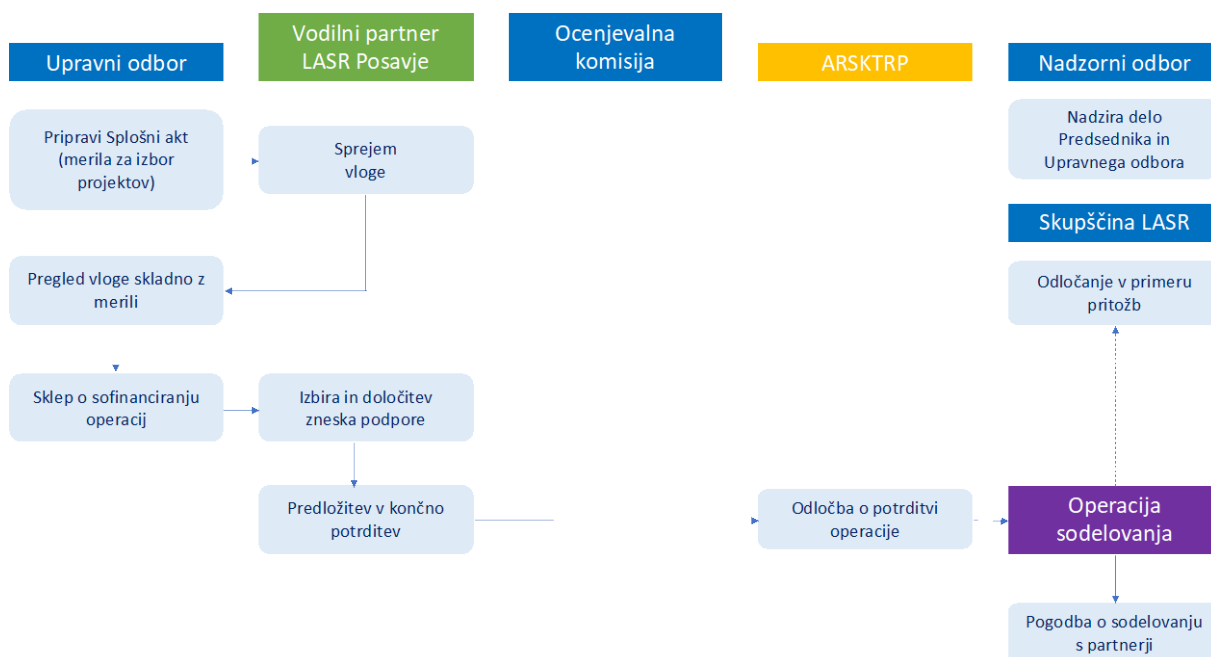 Upravni odbor
Vodilni partner
LASR Posavje
Ocenjevalna
komisija
ARSKTRP
Nadzorni odbor
Pripravi Splošni akt
(merila za izbor
projektov)
Sprejem
vloge
Nadzira delo
Predsednika in
Upravnega odbora
Skupščina LASR
Pregled vloge skladno z
merili
Odločanje v primeru
pritožb
Sklep o sofinanciranju
operacij
Izbira in določitev
zneska podpore
Predložitev v končno
potrditev
Odločba o potrditvi
operacije
Operacija
sodelovanja
Pogodba o sodelovanju
s partnerji